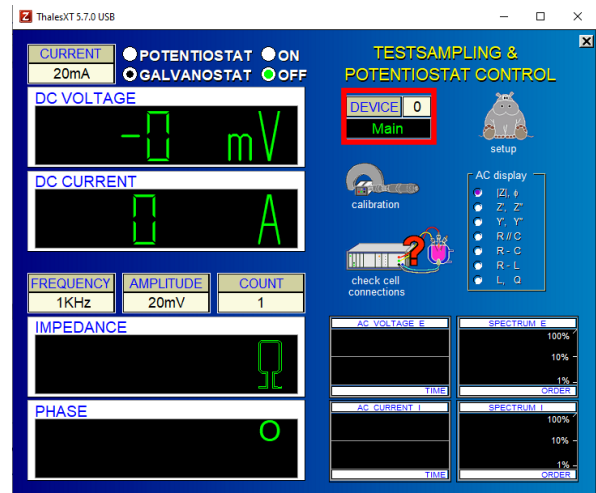 ThalesXT 5.7.0 USB
CURRENT
20mA
POTENTIOSTAT ON
GALVANOSTAT OFF
TESTSAMPLING &
POTENTIOSTAT CONTROL
DC VOLTAGE
-0 mV
DEVICE 0
Main
setup
DC CURRENT
0 A
calibration
AC display
|Z|, φ
Z', Z"
Y', Y"
R//C
R - C
R - L
L, Q
?
check cell
connections
FREQUENCY AMPLITUDE COUNT
1KHz 20mV 1
IMPEDANCE
Ω
PHASE
o
AC VOLTAGE E
TIME
SPECTRUM E
100%
10%
1%
ORDER
AC CURRENT I
TIME
SPECTRUM I
100%
10%
1%
ORDER